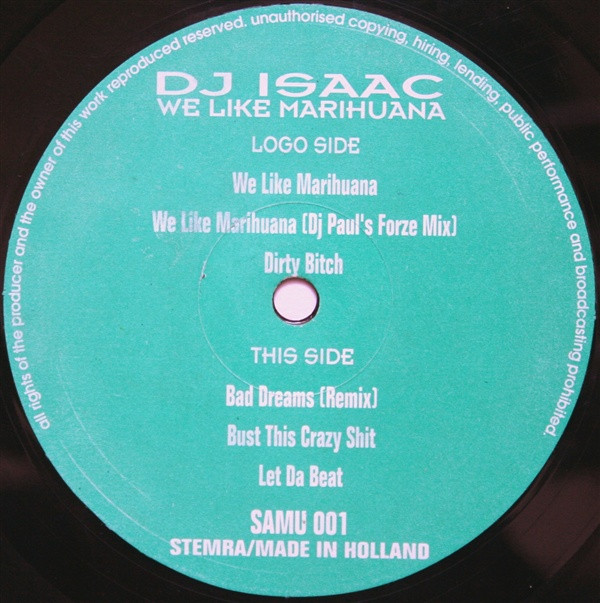 all rights of the producer and the owner of this work reproduced reserved. unauthorised copying, hiring, lending, public performance and broadcasting prohibited.
DJ ISAAC
WE LIKE MARIHUANA
LOGO SIDE
We Like Marihuana
We Like Marihuana (Dj Paul's Forze Mix)
Dirty Bitch
THIS SIDE
Bad Dreams (Remix)
Bust This Crazy Shit
Let Da Beat
SAMU 001
STEMRA/MADE IN HOLLAND